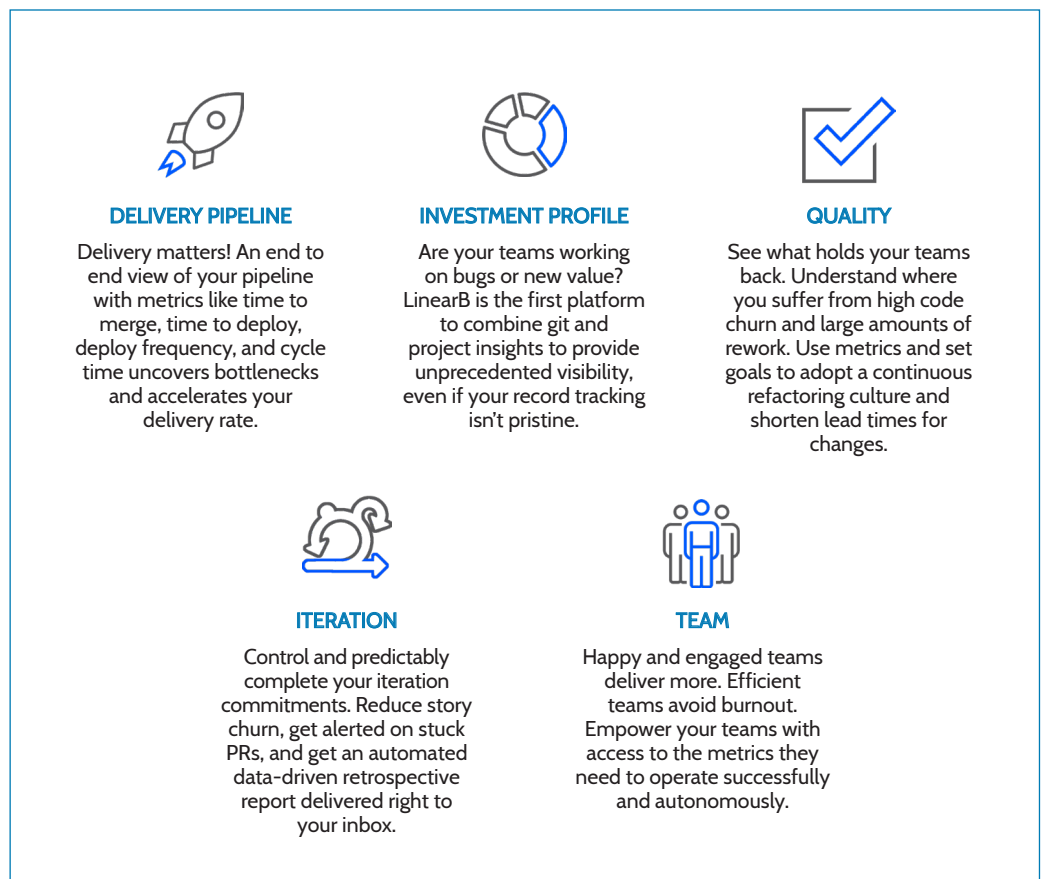 DELIVERY PIPELINE
Delivery matters! An end to
end view of your pipeline
with metrics like time to
merge, time to deploy,
deploy frequency, and cycle
time uncovers bottlenecks
and accelerates your
delivery rate.
INVESTMENT PROFILE
Are your teams working
on bugs or new value?
LinearB is the first platform
to combine git and
project insights to provide
unprecedented visibility,
even if your record tracking
isn’t pristine.
QUALITY
See what holds your teams
back. Understand where
you suffer from high code
churn and large amounts of
rework. Use metrics and set
goals to adopt a continuous
refactoring culture and
shorten lead times for
changes.
ITERATION
Control and predictably
complete your iteration
commitments. Reduce story
churn, get alerted on stuck
PRs, and get an automated
data-driven retrospective
report delivered right to
your inbox.
TEAM
Happy and engaged teams
deliver more. Efficient
teams avoid burnout.
Empower your teams with
access to the metrics they
need to operate successfully
and autonomously.